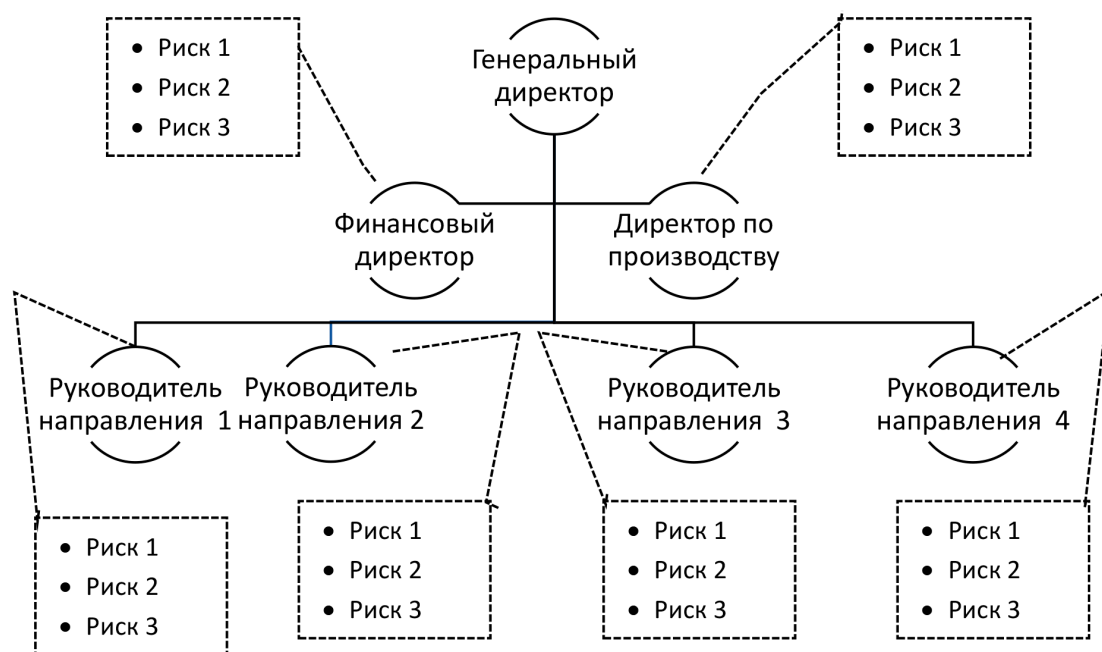 Риск 1
Риск 2
Риск 3
Генеральный
директор
Риск 1
Риск 2
Риск 3
Финансовый
директор
Директор по
производству
Руководитель
направления 1
Руководитель
направления 2
Руководитель
направления 3
Руководитель
направления 4
Риск 1
Риск 2
Риск 3
Риск 1
Риск 2
Риск 3
Риск 1
Риск 2
Риск 3
Риск 1
Риск 2
Риск 3